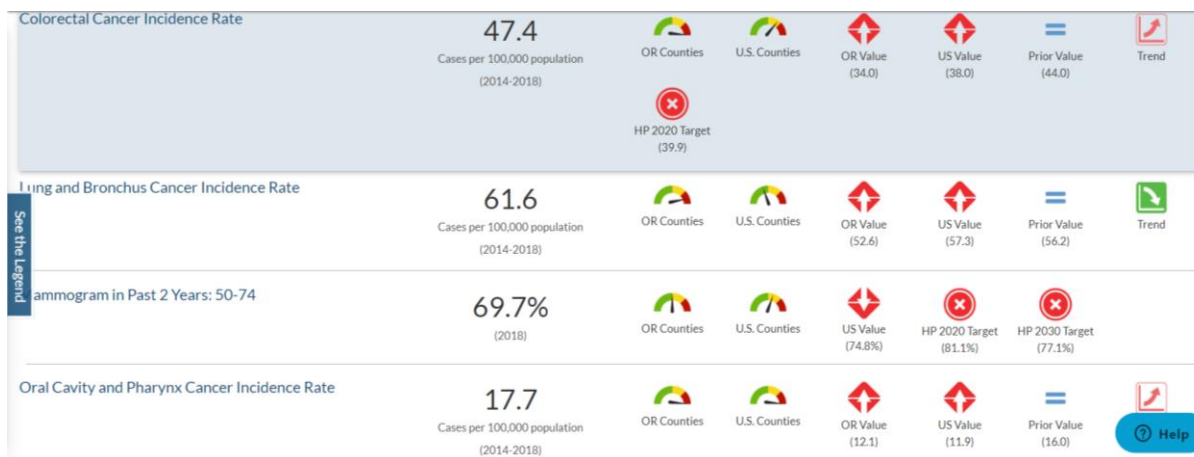 Colorectal Cancer Incidence Rate
47.4
Cases per 100,000 population
(2014-2018)
OR Counties
U.S. Counties
OR Value
(34.0)
US Value
(38.0)
Prior Value
(44.0)
Trend
HP 2020 Target
(39.9)
Lung and Bronchus Cancer Incidence Rate
61.6
Cases per 100,000 population
(2014-2018)
OR Counties
U.S. Counties
OR Value
(52.6)
US Value
(57.3)
Prior Value
(56.2)
Trend
See the Legend
ammogram in Past 2 Years: 50-74
69.7%
(2018)
OR Counties
U.S. Counties
US Value
(74.8%)
HP 2020 Target
(81.1%)
HP 2030 Target
(77.1%)
Oral Cavity and Pharynx Cancer Incidence Rate
17.7
Cases per 100,000 population
(2014-2018)
OR Counties
U.S. Counties
OR Value
(12.1)
US Value
(11.9)
Prior Value
(16.0)
Help